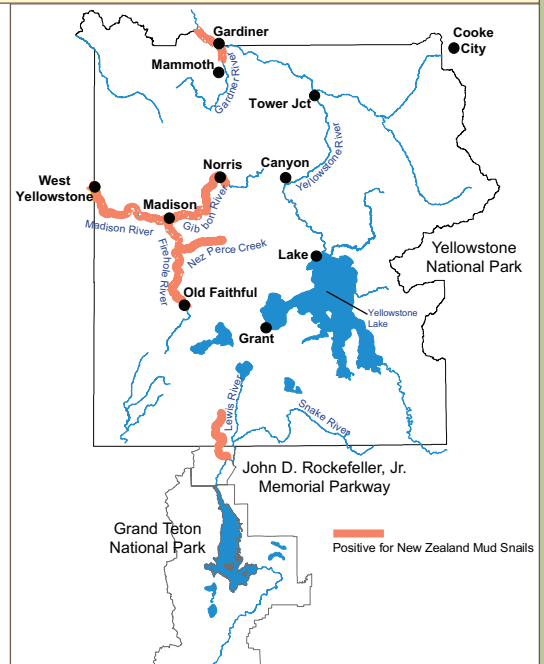 Gardiner
Cooke
City
Mammoth
Gardner River
Tower Jct
Norris
Canyon
Yellowstone River
West
Yellowstone
Madison
Gibbon River
Madison River
Firehole River
Nez Perce Creek
Lake
Yellowstone
National Park
Old Faithful
Yellowstone
Lake
Grant
Lewis River
Snake River
John D. Rockefeller, Jr.
Memorial Parkway
Grand Teton
National Park
Positive for New Zealand Mud Snails